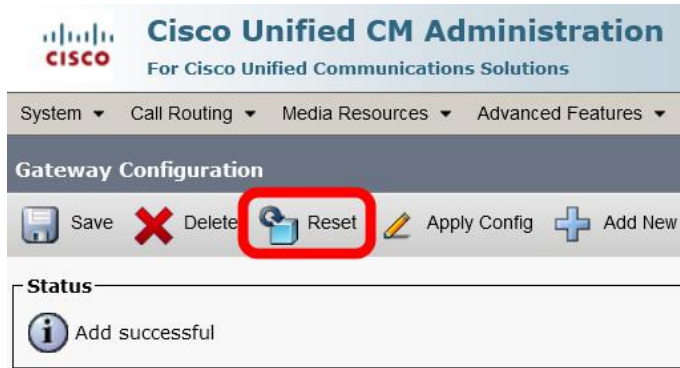 CISCO
Cisco Unified CM Administration
For Cisco Unified Communications Solutions
System Call Routing Media Resources Advanced Features
Gateway Configuration
Save Delete Reset Apply Config Add New
Status
i Add successful